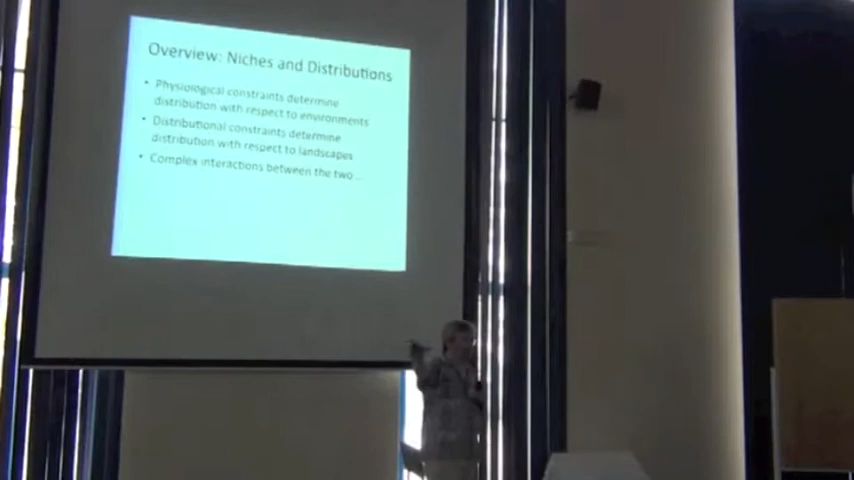 Overview: Niches and Distributions
• Physiological constraints determine
distribution with respect to environments
• Distributional constraints determine
distribution with respect to landscapes
• Complex interactions between the two …